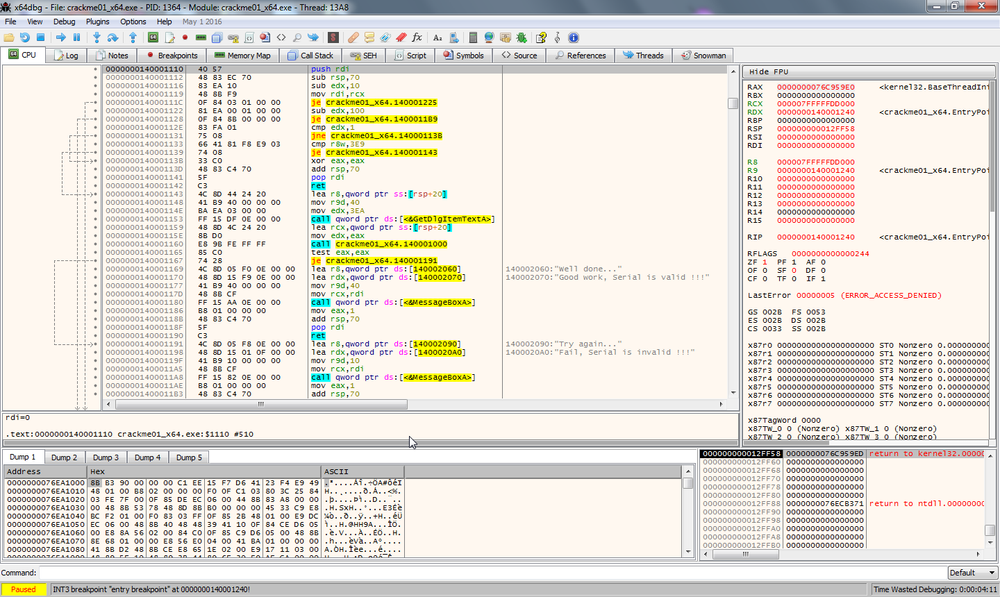 x64dbg - File: crackme01_x64.exe - PID: 1364 - Module: crackme01_x64.exe - Thread: 13A8
File View Debug Plugins Options Help May 1 2016
CPU Log Notes Breakpoints Memory Map Call Stack SEH Script Symbols Source References Threads Snowman
0000000140001110 40 57 push rdi
0000000140001112 48 83 EC 70 sub rsp,70
0000000140001116 83 EA 10 sub edx,10
0000000140001119 48 8B F9 mov rdi,rcx
000000014000111C 0F 84 03 01 00 00 je crackme01_x64.140001225
0000000140001122 81 EA 00 01 00 00 sub edx,100
0000000140001128 0F 84 8B 00 00 00 je crackme01_x64.1400011B9
000000014000112E 83 FA 01 cmp edx,1
0000000140001131 75 08 jne crackme01_x64.14000113B
0000000140001133 66 41 81 F8 E9 03 cmp r8w,3E9
0000000140001139 74 08 je crackme01_x64.140001143
000000014000113B 33 C0 xor eax,eax
000000014000113D 48 83 C4 70 add rsp,70
0000000140001141 5F pop rdi
0000000140001142 C3 ret
0000000140001143 4C 8D 44 24 20 lea r8,qword ptr ss:[rsp+20]
0000000140001148 41 B9 40 00 00 00 mov r9d,40
000000014000114E BA EA 03 00 00 mov edx,3EA
0000000140001153 FF 15 DF 0E 00 00 call qword ptr ds:[<&GetDlgItemTextA>]
0000000140001159 48 8D 4C 24 20 lea rcx,qword ptr ss:[rsp+20]
000000014000115E 8B D0 mov edx,eax
0000000140001160 E8 9B FE FF FF call crackme01_x64.140001000
0000000140001165 85 C0 test eax,eax
0000000140001167 74 28 je crackme01_x64.140001191
0000000140001169 4C 8D 05 F0 0E 00 00 lea r8,qword ptr ds:[140002060] 140002060:"Well done..."
0000000140001170 48 8D 15 F9 0E 00 00 lea rdx,qword ptr ds:[140002070] 140002070:"Good work, Serial is valid !!!"
0000000140001177 41 B9 40 00 00 00 mov r9d,40
000000014000117D 48 8B CF mov rcx,rdi
0000000140001180 FF 15 AA 0E 00 00 call qword ptr ds:[<&MessageBoxA>]
0000000140001186 B8 01 00 00 00 mov eax,1
000000014000118B 48 83 C4 70 add rsp,70
000000014000118F 5F pop rdi
0000000140001190 C3 ret
0000000140001191 4C 8D 05 F8 0E 00 00 lea r8,qword ptr ds:[140002090] 140002090:"Try again..."
0000000140001198 48 8D 15 01 0F 00 00 lea rdx,qword ptr ds:[1400020A0] 1400020A0:"Fail, Serial is invalid !!!"
000000014000119F 41 B9 10 00 00 00 mov r9d,10
00000001400011A5 48 8B CF mov rcx,rdi
00000001400011A8 FF 15 82 0E 00 00 call qword ptr ds:[<&MessageBoxA>]
00000001400011AE B8 01 00 00 00 mov eax,1
00000001400011B3 48 83 C4 70 add rsp,70
rdi=0
.text:0000000140001110 crackme01_x64.exe:$1110 #510
Hide FPU
RAX 0000000076C959E0 <kernel32.BaseThreadIni
RBX 0000000000000000
RCX 000007FFFFFDD000
RDX 0000000140001240 <crackme01_x64.EntryPoi
RBP 0000000000000000
RSP 000000000012FF58
RSI 0000000000000000
RDI 0000000000000000
R8 000007FFFFFDD000
R9 0000000140001240 <crackme01_x64.EntryPoi
R10 0000000000000000
R11 0000000000000000
R12 0000000000000000
R13 0000000000000000
R14 0000000000000000
R15 0000000000000000
RIP 0000000140001240 <crackme01_x64.EntryPoi
RFLAGS 0000000000000244
ZF 1 PF 1 AF 0
OF 0 SF 0 DF 0
CF 0 TF 0 IF 1
LastError 00000005 (ERROR_ACCESS_DENIED)
GS 002B FS 0053
ES 002B DS 002B
CS 0033 SS 002B
x87r0 00000000000000000000 ST0 Nonzero 0.000000000
x87r1 00000000000000000000 ST1 Nonzero 0.000000000
x87r2 00000000000000000000 ST2 Nonzero 0.000000000
x87r3 00000000000000000000 ST3 Nonzero 0.000000000
x87r4 00000000000000000000 ST4 Nonzero 0.000000000
x87r5 00000000000000000000 ST5 Nonzero 0.000000000
x87r6 00000000000000000000 ST6 Nonzero 0.000000000
x87r7 00000000000000000000 ST7 Nonzero 0.000000000
x87TagWord 0000
x87TW_0 0 (Nonzero) x87TW_1 0 (Nonzero)
x87TW_2 0 (Nonzero) x87TW_3 0 (Nonzero)
Dump 1 Dump 2 Dump 3 Dump 4 Dump 5
Address Hex ASCII
0000000076EA1000 8B B3 90 00 00 00 C1 EE 15 F7 D6 41 23 F4 E9 49
0000000076EA1010 48 01 00 B8 02 00 00 00 F0 0F C1 03 80 3C 25 84
0000000076EA1020 03 FE 7F 00 0F 85 DE EC 06 00 44 8B 83 A8 00 00
0000000076EA1030 00 48 8B 53 78 48 8D 8B B0 00 00 00 45 33 C9 E8
0000000076EA1040 BC F2 01 00 F0 83 03 FF 0F 85 2B 48 01 00 E9 DC
0000000076EA1050 EC 06 00 48 8B 40 48 48 39 41 10 0F 84 CE D6 05
0000000076EA1060 00 E8 8A 56 02 00 84 C0 0F 85 C9 D6 05 00 48 8B
0000000076EA1070 8E 68 01 00 00 E8 56 E0 04 00 41 BA 01 00 00 00
0000000076EA1080 41 8B D2 48 8B CE E8 65 1E 02 00 E9 17 11 03 00
000000000012FF58 0000000076C959ED return to kernel32.00000
000000000012FF60 0000000000000000
000000000012FF68 0000000000000000
000000000012FF70 0000000000000000
000000000012FF78 0000000000000000
000000000012FF80 0000000000000000
000000000012FF88 0000000076ECB371 return to ntdll.00000000
000000000012FF90 0000000000000000
000000000012FF98 0000000000000000
000000000012FFA0 0000000000000000
000000000012FFA8 0000000000000000
000000000012FFB0 0000000000000000
Command: Default
Paused INT3 breakpoint "entry breakpoint" at 0000000140001240! Time Wasted Debugging: 0:00:04:11